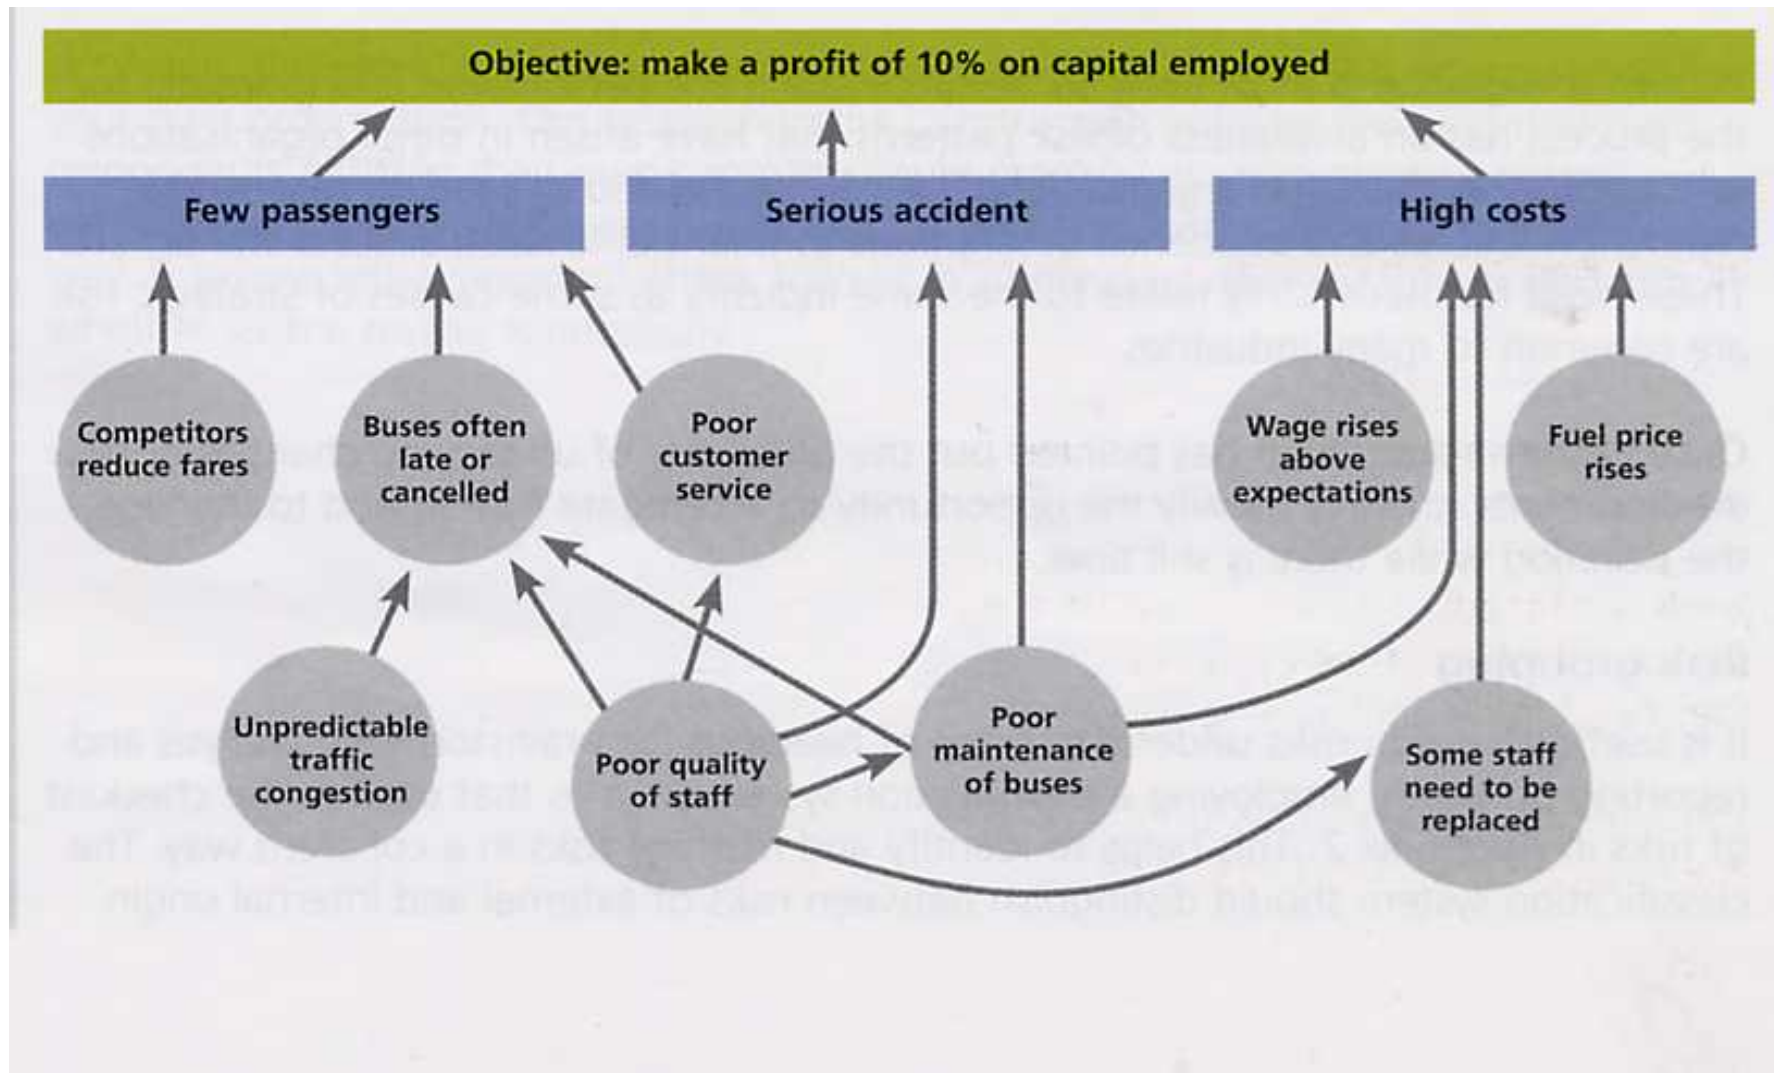 Objective: make a profit of 10% on capital employed
Few passengers
Serious accident
High costs
Competitors
reduce fares
Buses often
late or
cancelled
Poor
customer
service
Wage rises
above
expectations
Fuel price
rises
Unpredictable
traffic
congestion
Poor quality
of staff
Poor
maintenance
of buses
Some staff
need to be
replaced